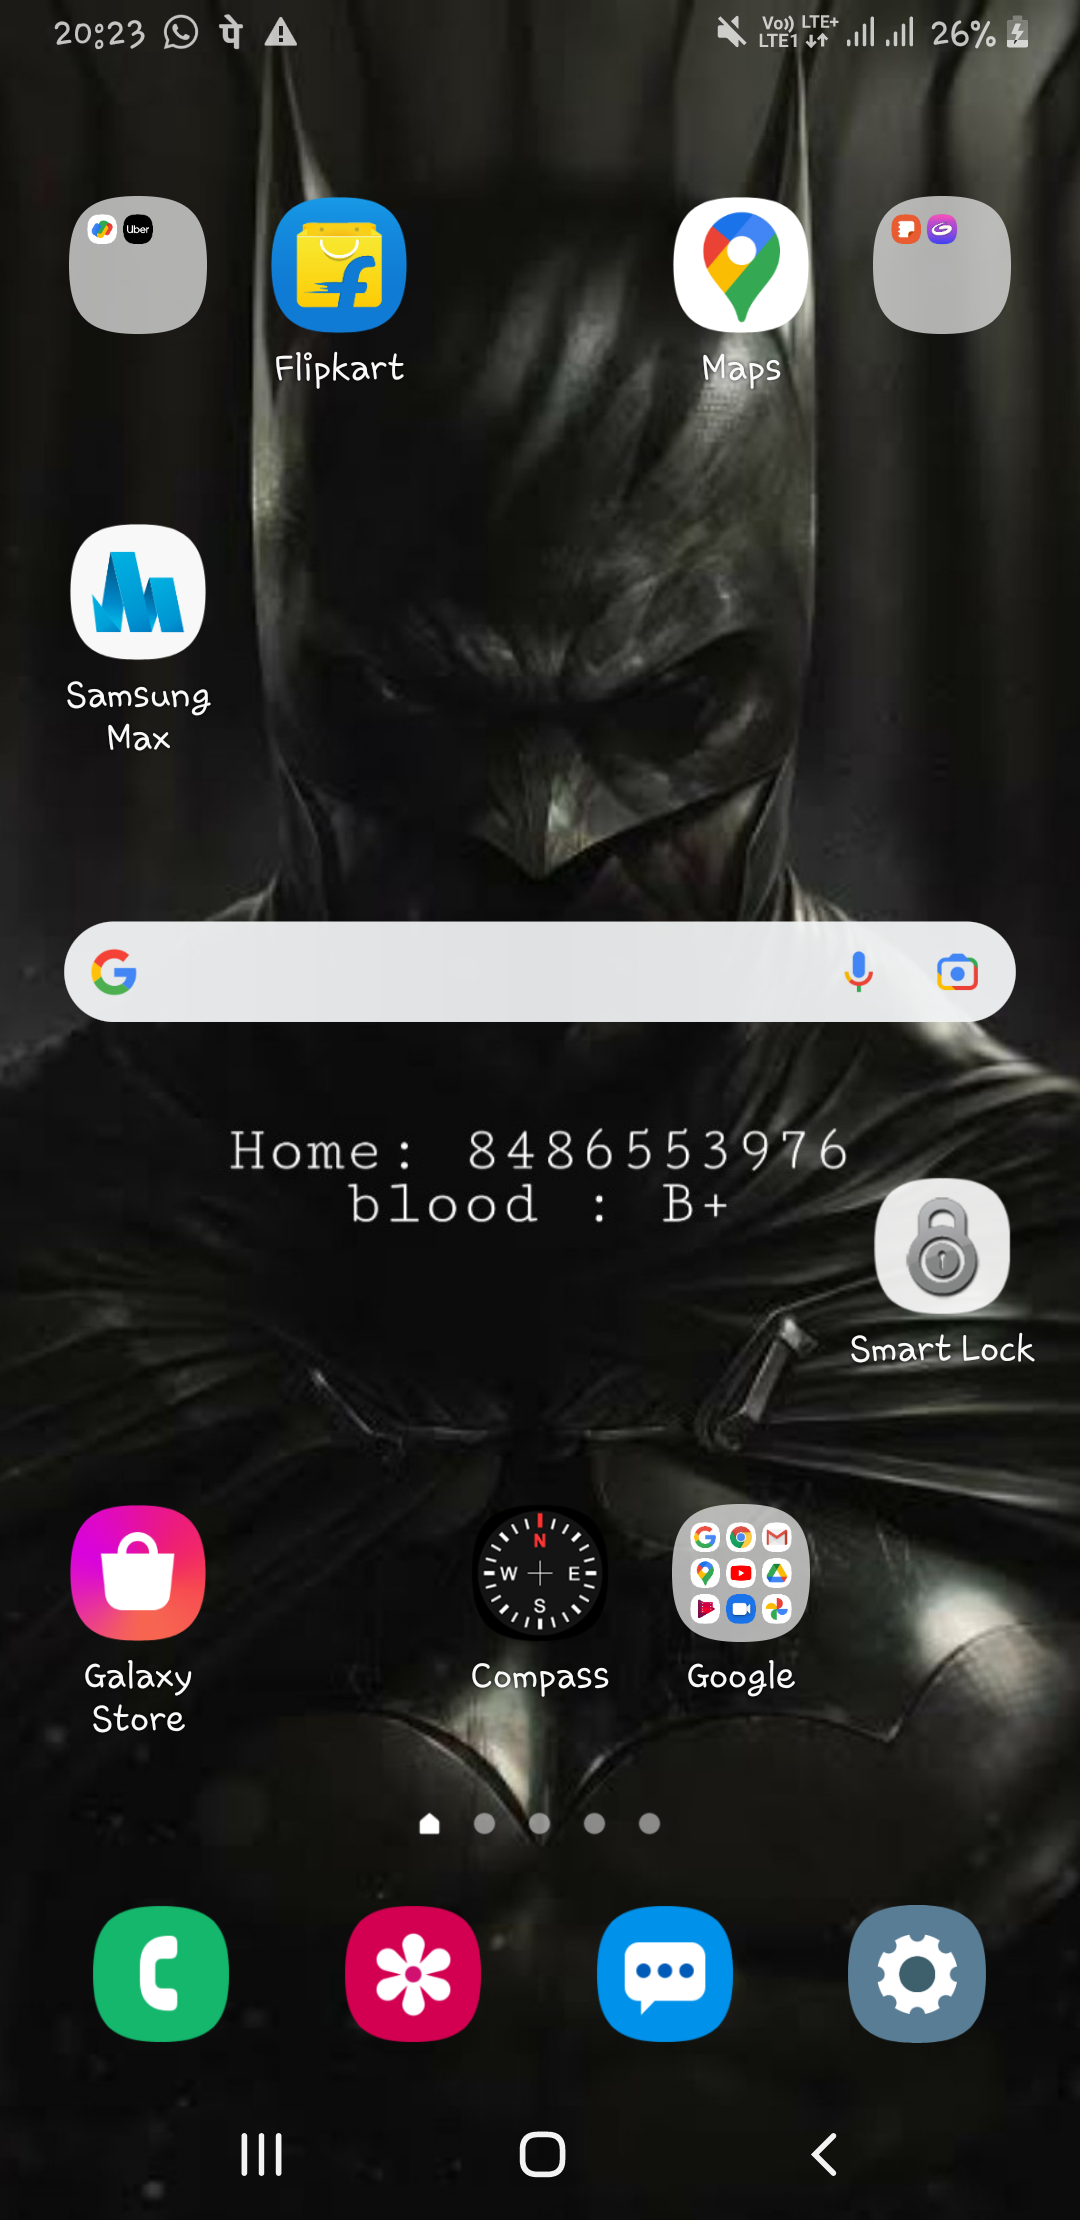 20:23 पे Vo)) LTE1 LTE+ 26%
Uber
Flipkart
Maps
Samsung
Max
Home: 8486553976
blood : B+
Smart Lock
N
W E
S
Galaxy
Store
Compass
Google